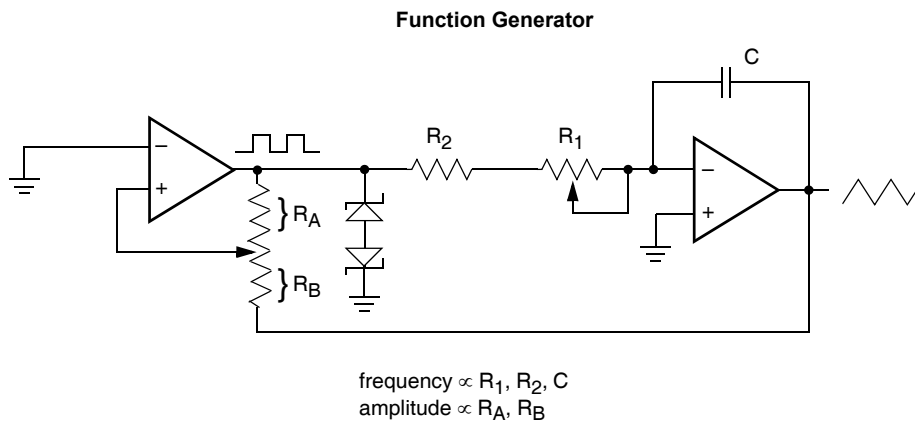 Function Generator
C
R2
R1
−
+
−
+
} RA
} RB
frequency ∝ R1, R2, C
amplitude ∝ RA, RB